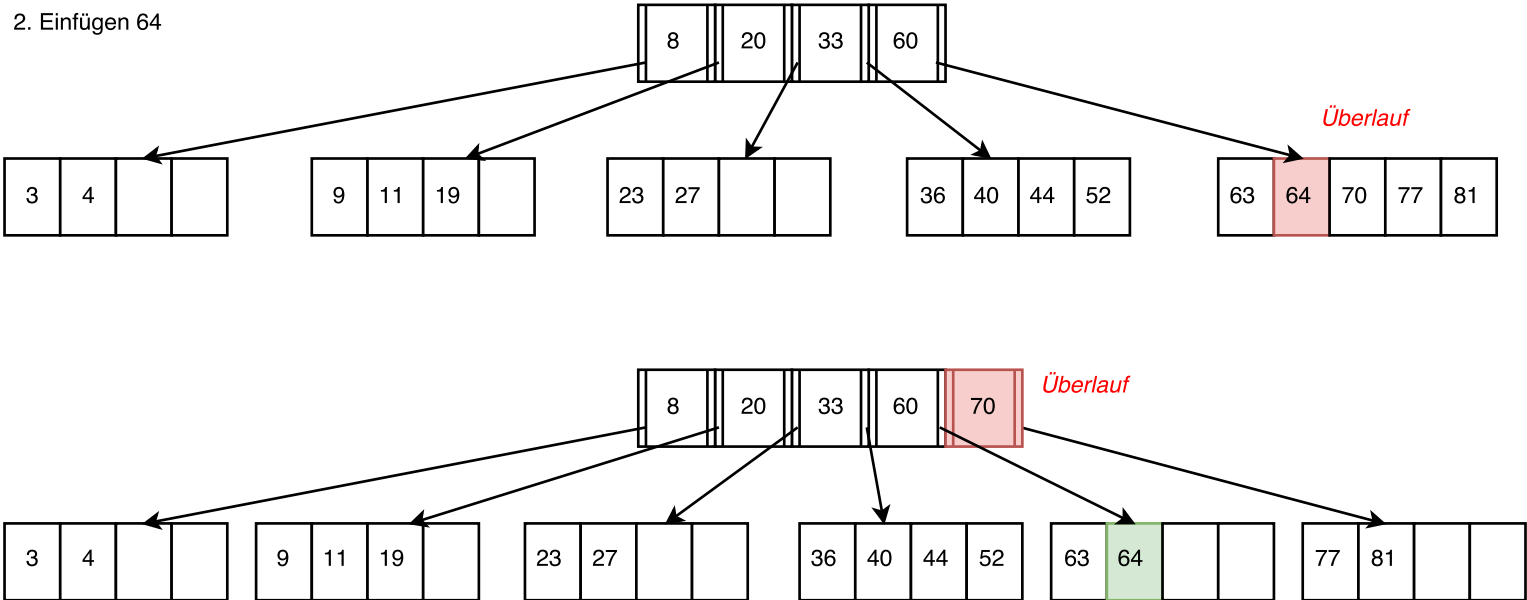 2. Einfügen 64
8 20 33 60
Überlauf
3 4 9 11 19 23 27 36 40 44 52 63 64 70 77 81
8 20 33 60 70
Überlauf
3 4 9 11 19 23 27 36 40 44 52 63 64 77 81